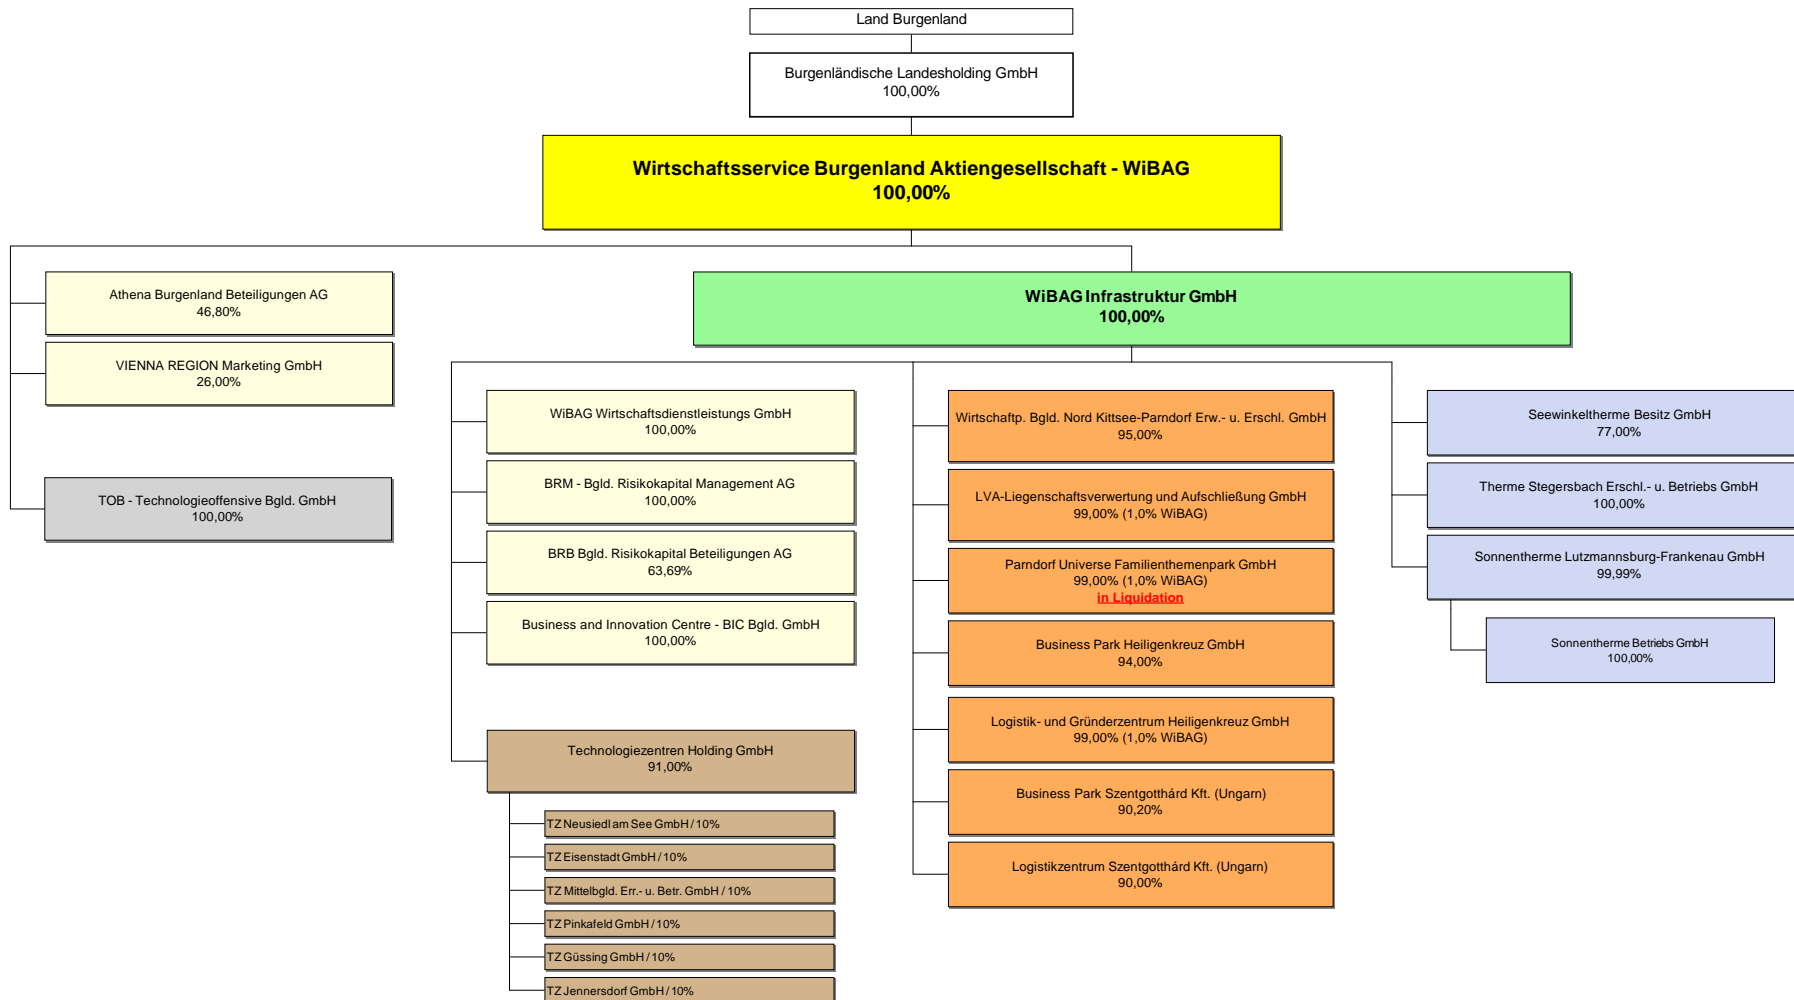 Land Burgenland
Burgenländische Landesholding GmbH
100,00%
Wirtschaftsservice Burgenland Aktiengesellschaft - WiBAG
100,00%
Athena Burgenland Beteiligungen AG
46,80%
VIENNA REGION Marketing GmbH
26,00%
TOB - Technologieoffensive Bgld. GmbH
100,00%
WiBAG Infrastruktur GmbH
100,00%
WiBAG Wirtschaftsdienstleistungs GmbH
100,00%
BRM - Bgld. Risikokapital Management AG
100,00%
BRB Bgld. Risikokapital Beteiligungen AG
63,69%
Business and Innovation Centre - BIC Bgld. GmbH
100,00%
Technologiezentren Holding GmbH
91,00%
TZ Neusiedl am See GmbH / 10%
TZ Eisenstadt GmbH / 10%
TZ Mittelbgld. Err.- u. Betr. GmbH / 10%
TZ Pinkafeld GmbH / 10%
TZ Güssing GmbH / 10%
TZ Jennersdorf GmbH / 10%
Wirtschaftp. Bgld. Nord Kittsee-Parndorf Erw.- u. Erschl. GmbH
95,00%
LVA-Liegenschaftsverwertung und Aufschließung GmbH
99,00% (1,0% WiBAG)
Parndorf Universe Familienthemenpark GmbH
99,00% (1,0% WiBAG)
in Liquidation
Business Park Heiligenkreuz GmbH
94,00%
Logistik- und Gründerzentrum Heiligenkreuz GmbH
99,00% (1,0% WiBAG)
Business Park Szentgotthárd Kft. (Ungarn)
90,20%
Logistikzentrum Szentgotthárd Kft. (Ungarn)
90,00%
Seewinkeltherme Besitz GmbH
77,00%
Therme Stegersbach Erschl.- u. Betriebs GmbH
100,00%
Sonnentherme Lutzmannsburg-Frankenau GmbH
99,99%
Sonnentherme Betriebs GmbH
100,00%